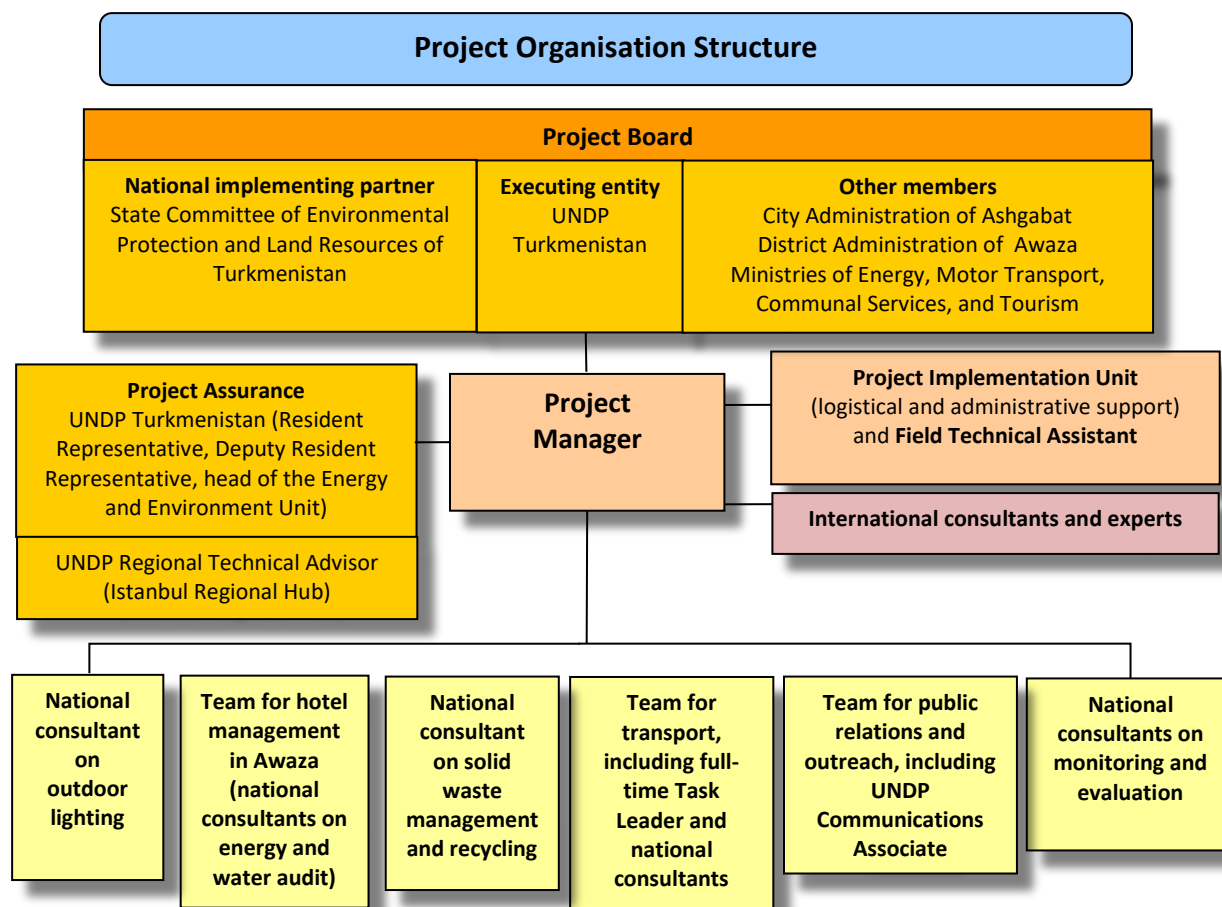 Project Organisation Structure
Project Board
National implementing partner
State Committee of Environmental
Protection and Land Resources of
Turkmenistan
Executing entity
UNDP
Turkmenistan
Other members
City Administration of Ashgabat
District Administration of Awaza
Ministries of Energy, Motor Transport,
Communal Services, and Tourism
Project Assurance
UNDP Turkmenistan (Resident
Representative, Deputy Resident
Representative, head of the Energy
and Environment Unit)
UNDP Regional Technical Advisor
(Istanbul Regional Hub)
Project
Manager
Project Implementation Unit
(logistical and administrative support)
and Field Technical Assistant
International consultants and experts
National
consultant
on
outdoor
lighting
Team for hotel
management
in Awaza
(national
consultants on
energy and
water audit)
National
consultant
on solid
waste
management
and recycling
Team for
transport,
including full-
time Task
Leader and
national
consultants
Team for public
relations and
outreach, including
UNDP
Communications
Associate
National
consultants on
monitoring and
evaluation